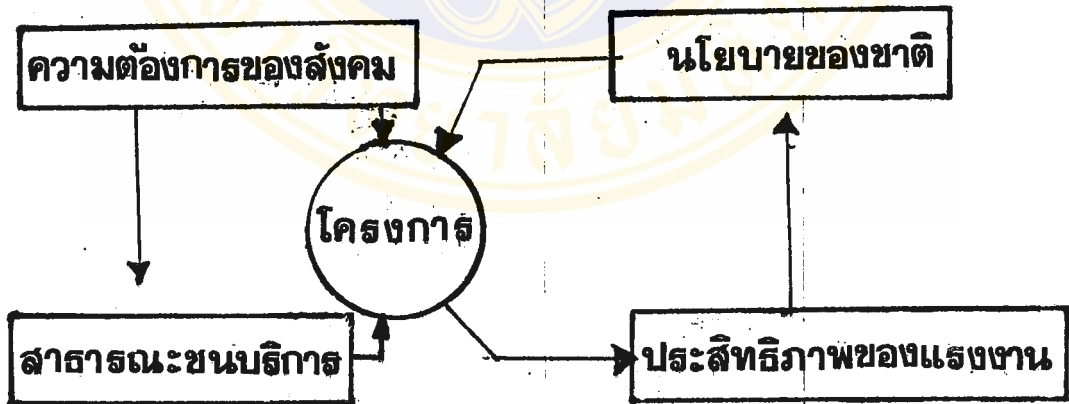 ความต้องการของสังคม
นโยบายของชาติ
โครงการ
สาธารณะชนบริการ
ประสิทธิภาพของแรงงาน